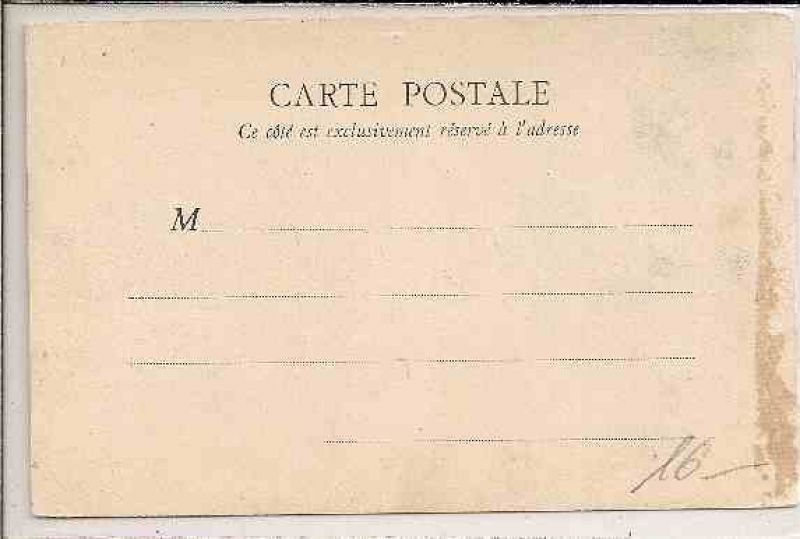 CARTE POSTALE
Ce côté est exclusivement réservé à l'adresse
M
16